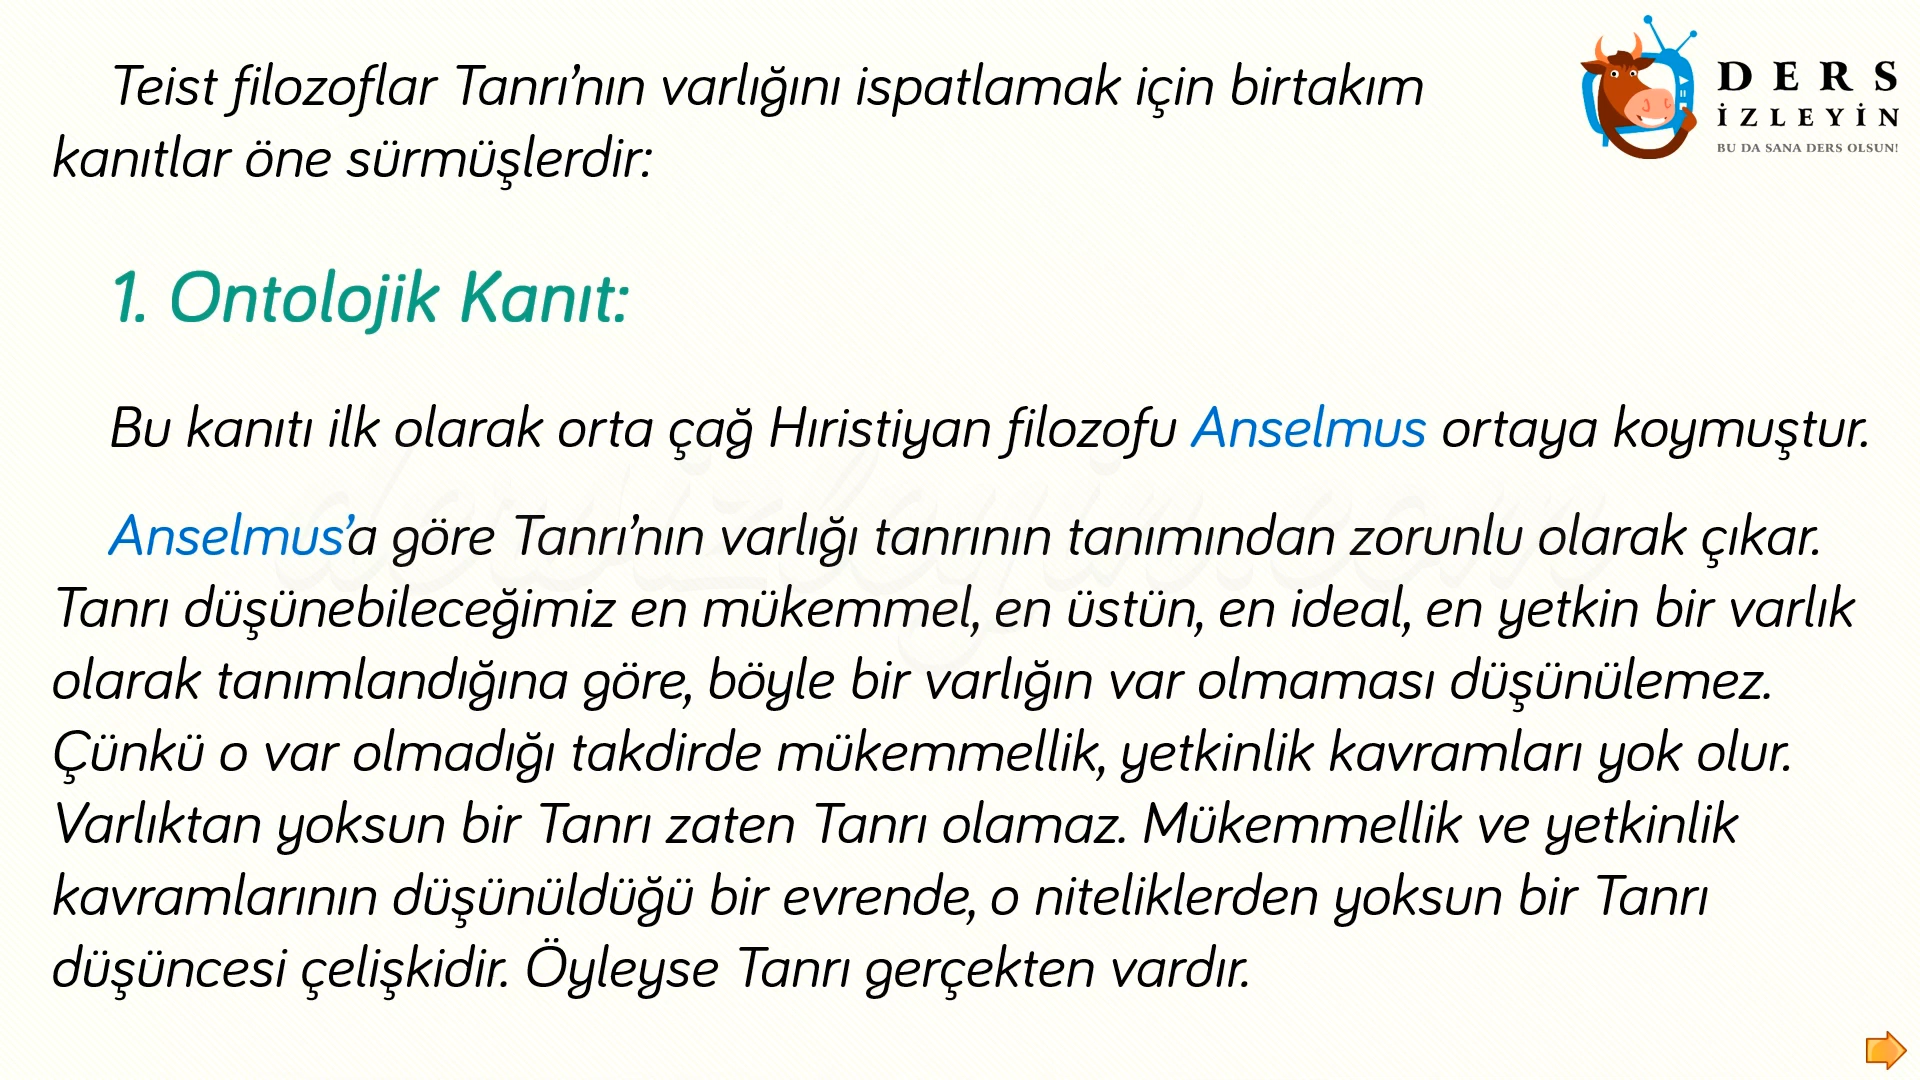 Teist filozoflar Tanrı’nın varlığını ispatlamak için birtakım
kanıtlar öne sürmüşlerdir:
DERS
İZLEYİN
BU DA SANA DERS OLSUN!
1. Ontolojik Kanıt:
Bu kanıtı ilk olarak orta çağ Hıristiyan filozofu Anselmus ortaya koymuştur.
Anselmus’a göre Tanrı’nın varlığı tanrının tanımından zorunlu olarak çıkar.
Tanrı düşünebileceğimiz en mükemmel, en üstün, en ideal, en yetkin bir varlık
olarak tanımlandığına göre, böyle bir varlığın var olmaması düşünülemez.
Çünkü o var olmadığı takdirde mükemmellik, yetkinlik kavramları yok olur.
Varlıktan yoksun bir Tanrı zaten Tanrı olamaz. Mükemmellik ve yetkinlik
kavramlarının düşünüldüğü bir evrende, o niteliklerden yoksun bir Tanrı
düşüncesi çelişkidir. Öyleyse Tanrı gerçekten vardır.
dersizleyin.com